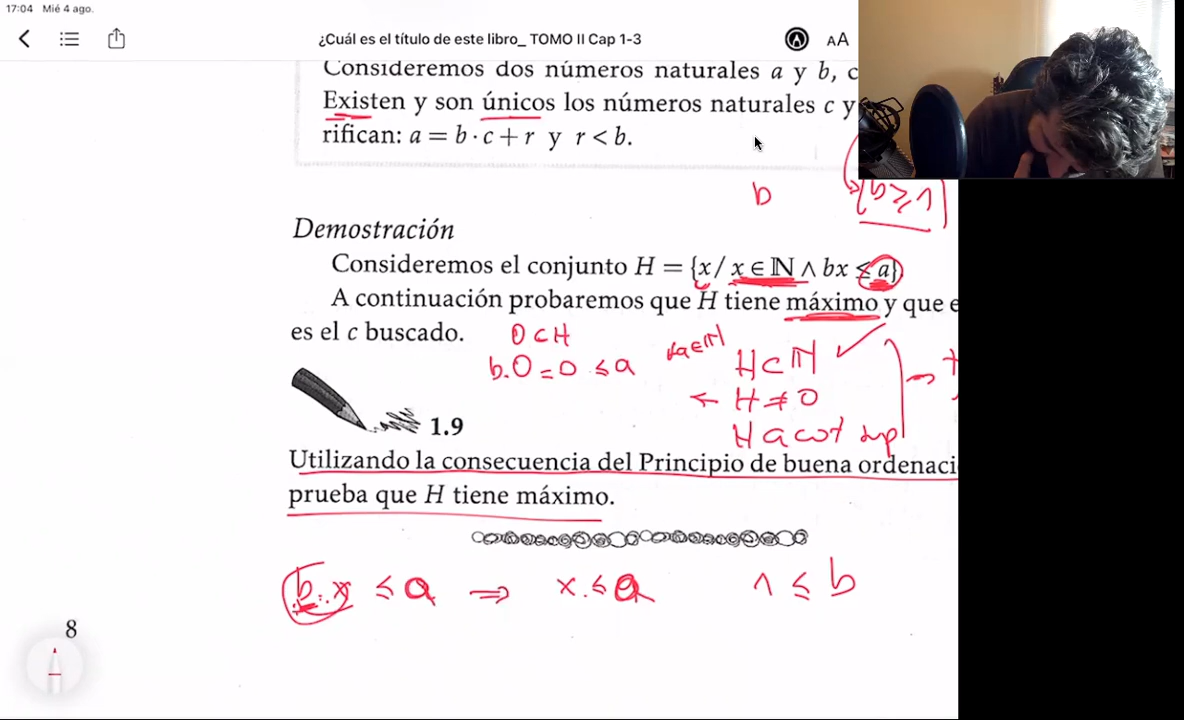 17:04 Mié 4 ago.
¿Cuál es el título de este libro_ TOMO II Cap 1-3
AA
Consideremos dos números naturales a y b, c
Existen y son únicos los números naturales c y
rifican: a = b · c + r y r < b.
b
b ≥ 1
Demostración
Consideremos el conjunto H = {x / x ∈ ℕ ∧ bx ≤ a}
A continuación probaremos que H tiene máximo y que e
es el c buscado.
0 ∈ H
b.0 = 0 ≤ a
∀a∈ℕ
H ⊂ ℕ
H ≠ 0
H acot sup
1.9
Utilizando la consecuencia del Principio de buena ordenaci
prueba que H tiene máximo.
b.x ≤ a ⇒ x ≤ a
1 ≤ b
8